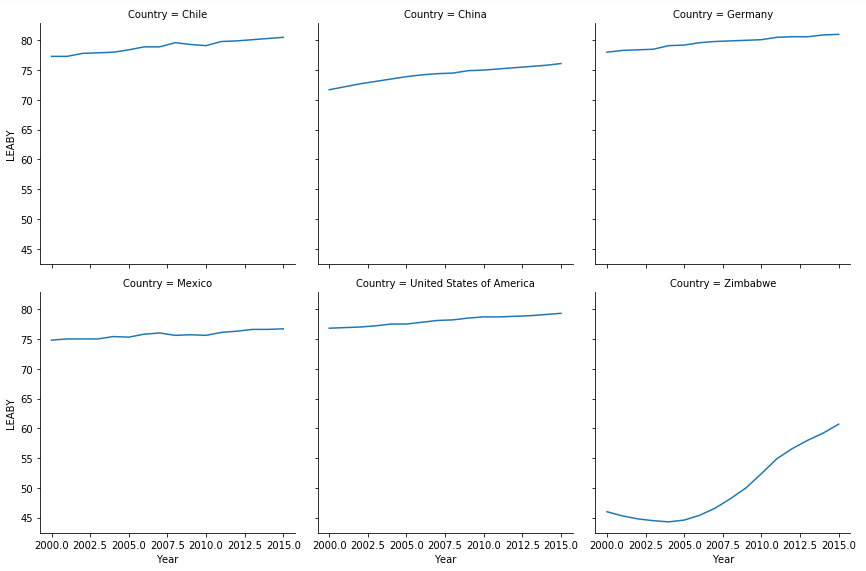 Country = Chile
Country = China
Country = Germany
80
75
70
65
60
55
50
45
LEABY
Country = Mexico
Country = United States of America
Country = Zimbabwe
80
75
70
65
60
55
50
45
LEABY
2000.0 2002.5 2005.0 2007.5 2010.0 2012.5 2015.0
2000.0 2002.5 2005.0 2007.5 2010.0 2012.5 2015.0
2000.0 2002.5 2005.0 2007.5 2010.0 2012.5 2015.0
Year
Year
Year